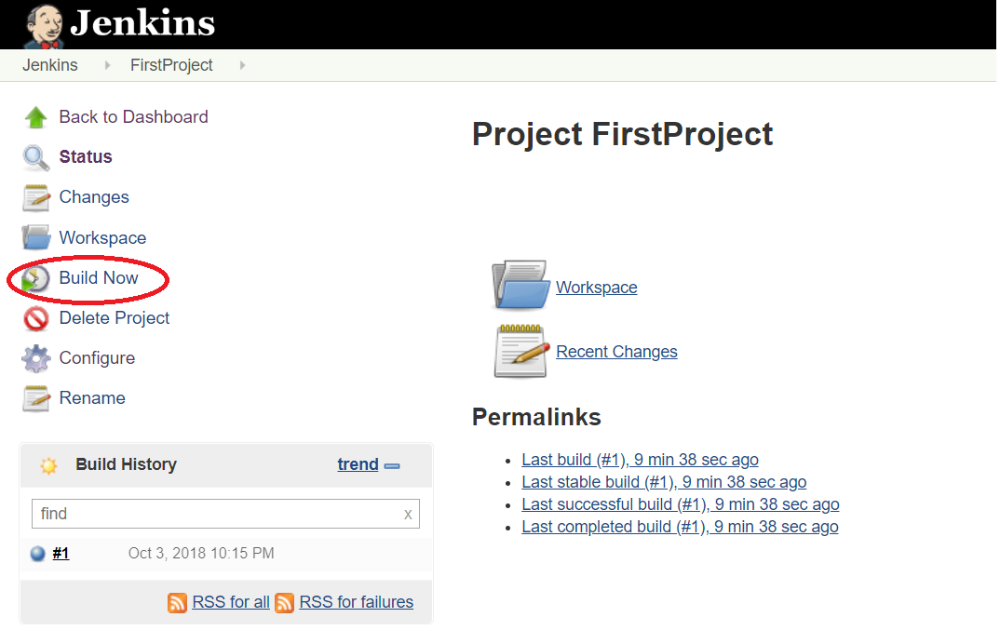 Jenkins
Jenkins FirstProject
Back to Dashboard
Status
Changes
Workspace
Build Now
Delete Project
Configure
Rename
Build History trend
find x
#1 Oct 3, 2018 10:15 PM
RSS for all RSS for failures
Project FirstProject
Workspace
Recent Changes
Permalinks
Last build (#1), 9 min 38 sec ago
Last stable build (#1), 9 min 38 sec ago
Last successful build (#1), 9 min 38 sec ago
Last completed build (#1), 9 min 38 sec ago